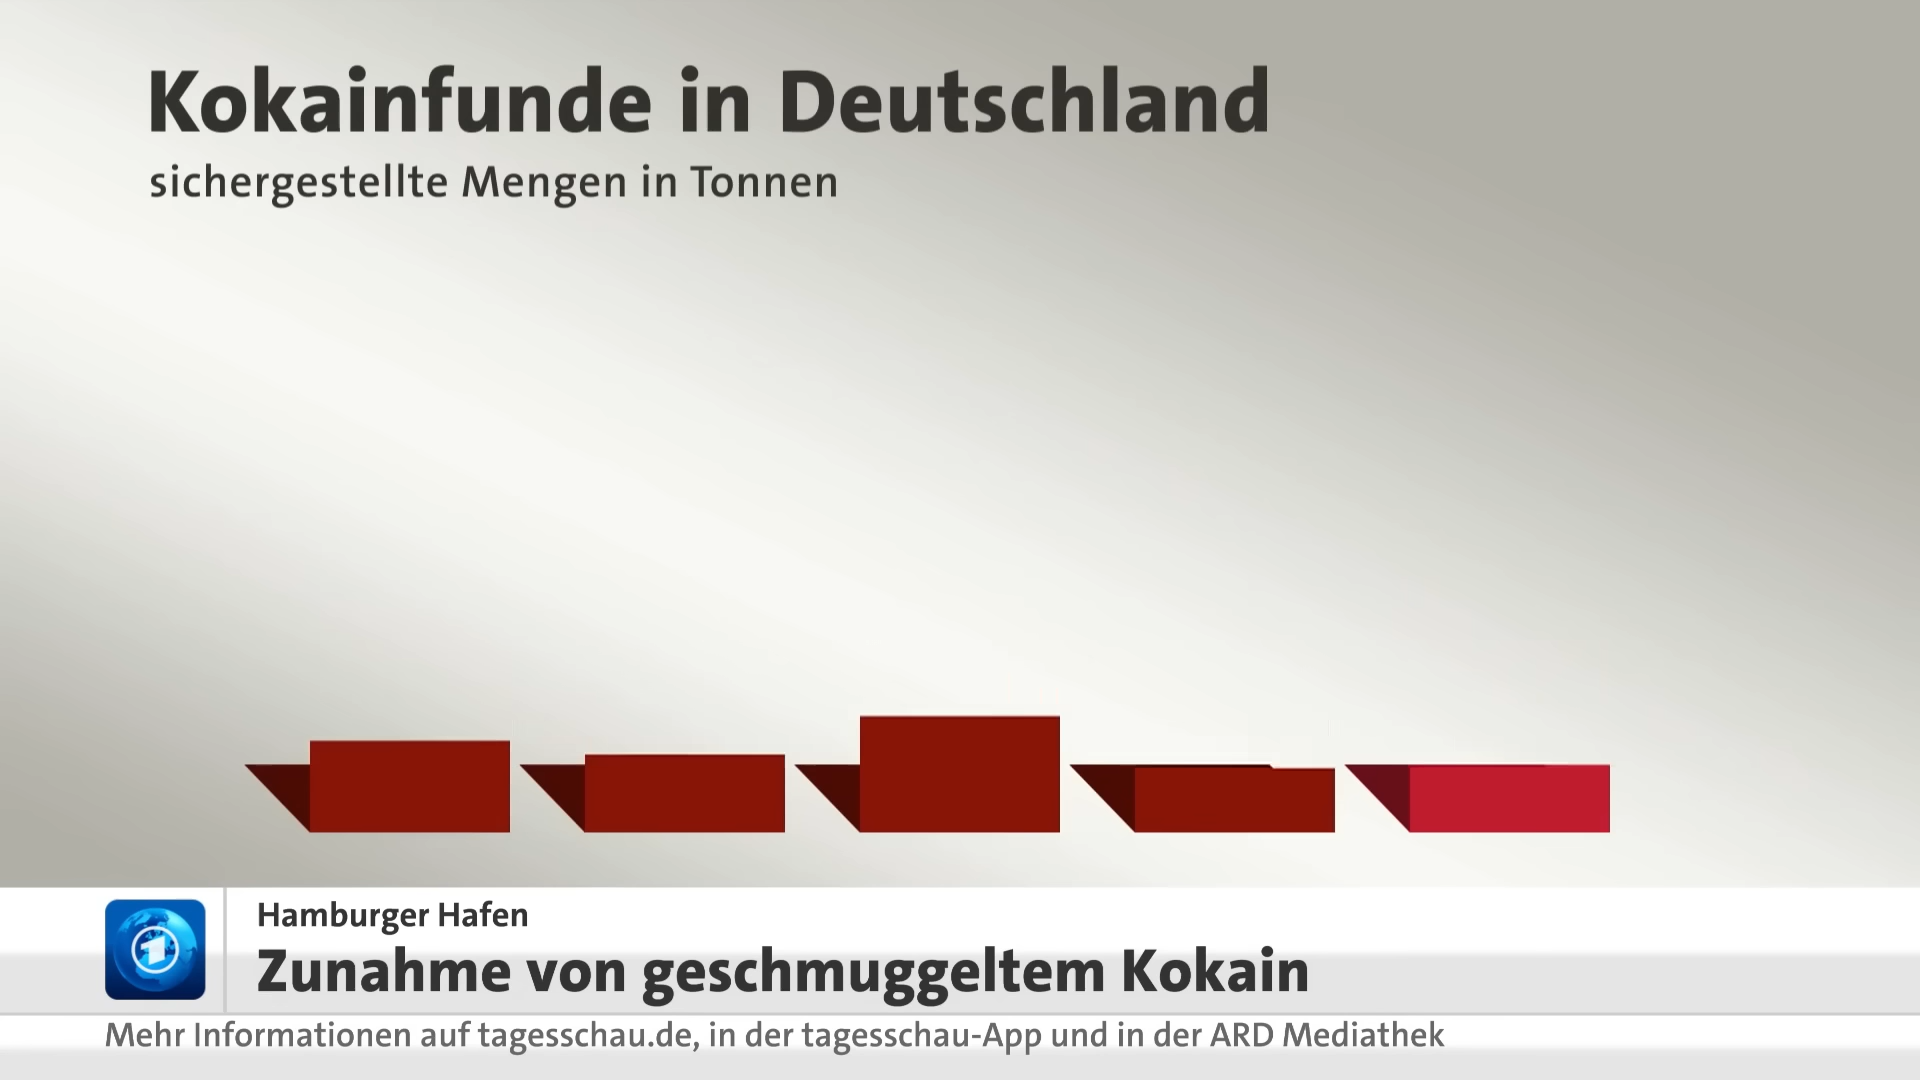 Kokainfunde in Deutschland
sichergestellte Mengen in Tonnen
Hamburger Hafen
Zunahme von geschmuggeltem Kokain
Mehr Informationen auf tagesschau.de, in der tagesschau-App und in der ARD Mediathek